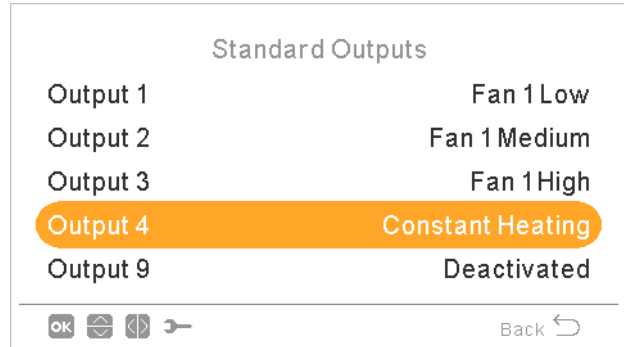 Standard Outputs
Output 1 Fan 1 Low
Output 2 Fan 1 Medium
Output 3 Fan 1 High
Output 4 Constant Heating
Output 9 Deactivated
OK Back